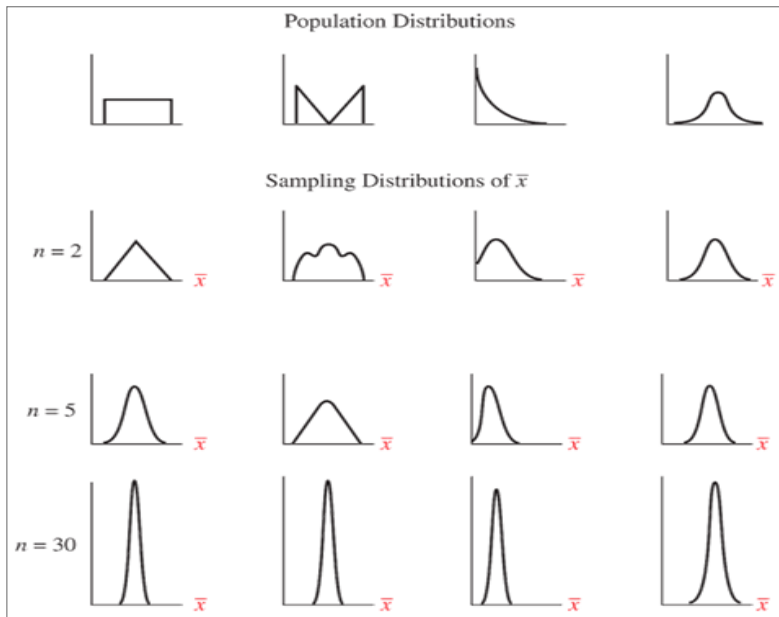 Population Distributions
Sampling Distributions of x̅
n = 2
x̅ x̅ x̅ x̅
n = 5
x̅ x̅ x̅ x̅
n = 30
x̅ x̅ x̅ x̅